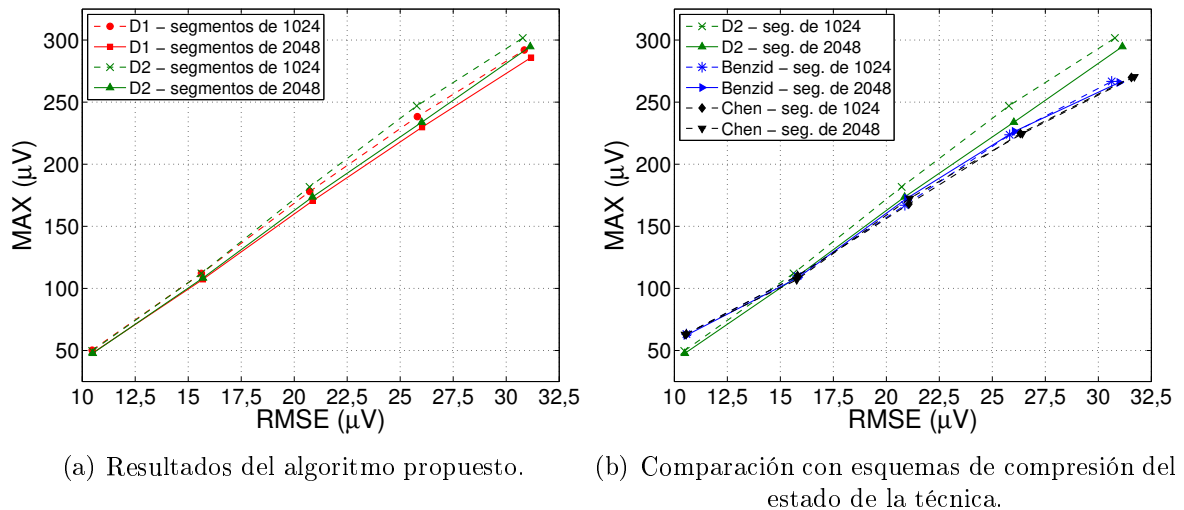 300
250
200
150
100
50
MAX (µV)
D1 − segmentos de 1024
D1 − segmentos de 2048
D2 − segmentos de 1024
D2 − segmentos de 2048
10 12,5 15 17,5 20 22,5 25 27,5 30 32,5
RMSE (µV)
(a) Resultados del algoritmo propuesto.
300
250
200
150
100
50
MAX (µV)
D2 − seg. de 1024
D2 − seg. de 2048
Benzid − seg. de 1024
Benzid − seg. de 2048
Chen − seg. de 1024
Chen − seg. de 2048
10 12,5 15 17,5 20 22,5 25 27,5 30 32,5
RMSE (µV)
(b) Comparación con esquemas de compresión del
estado de la técnica.